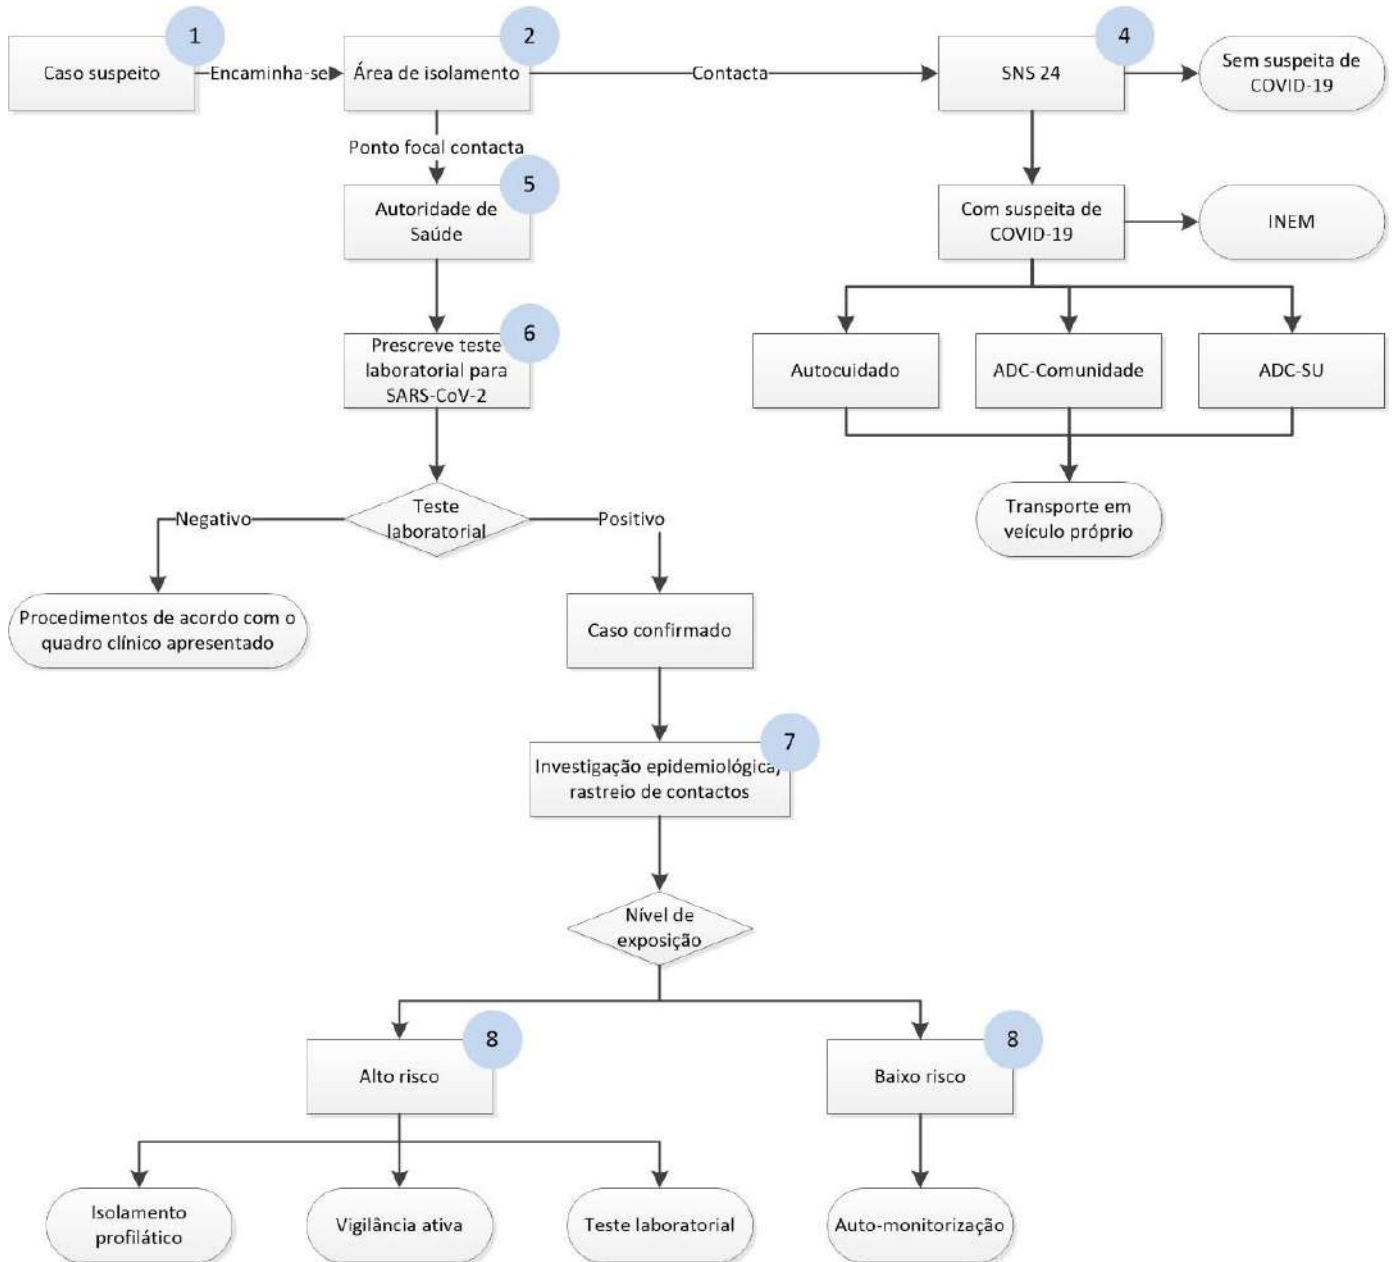 1
2
4
Caso suspeito
Encaminha-se
Área de isolamento
Contacta
SNS 24
Sem suspeita de
COVID-19
Ponto focal contacta
5
Autoridade de
Saúde
Com suspeita de
COVID-19
INEM
6
Prescreve teste
laboratorial para
SARS-CoV-2
Autocuidado
ADC-Comunidade
ADC-SU
Negativo
Teste
laboratorial
Positivo
Transporte em
veículo próprio
Procedimentos de acordo com o
quadro clínico apresentado
Caso confirmado
7
Investigação epidemiológica/
rastreio de contactos
Nível de
exposição
8
8
Alto risco
Baixo risco
Isolamento
profilático
Vigilância ativa
Teste laboratorial
Auto-monitorização